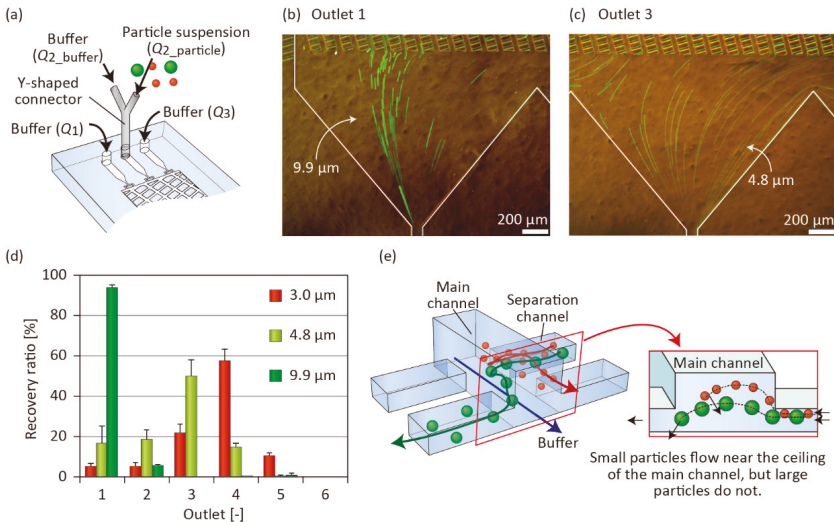 (a)
Buffer
(Q2_buffer)
Particle suspension
(Q2_particle)
Y-shaped
connector
Buffer (Q1)
Buffer (Q3)
(b) Outlet 1
9.9 µm
200 µm
(c) Outlet 3
4.8 µm
200 µm
(d)
Recovery ratio [%]
100
80
60
40
20
0
3.0 µm
4.8 µm
9.9 µm
1 2 3 4 5 6
Outlet [-]
(e)
Main
channel
Separation
channel
Buffer
Main channel
Small particles flow near the ceiling
of the main channel, but large
particles do not.